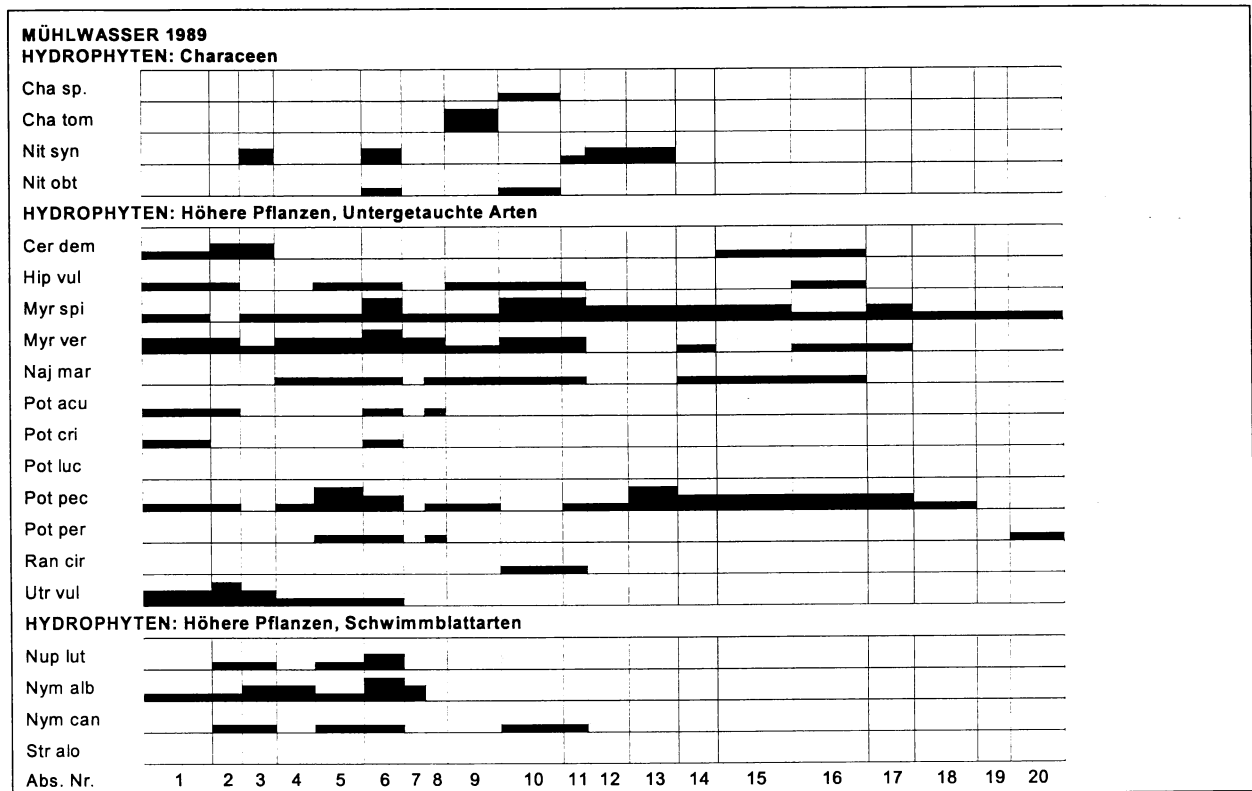 MÜHLWASSER 1989
HYDROPHYTEN: Characeen
Cha sp.
Cha tom
Nit syn
Nit obt
HYDROPHYTEN: Höhere Pflanzen, Untergetauchte Arten
Cer dem
Hip vul
Myr spi
Myr ver
Naj mar
Pot acu
Pot cri
Pot luc
Pot pec
Pot per
Ran cir
Utr vul
HYDROPHYTEN: Höhere Pflanzen, Schwimmblattarten
Nup lut
Nym alb
Nym can
Str alo
Abs. Nr. 1 2 3 4 5 6 7 8 9 10 11 12 13 14 15 16 17 18 19 20